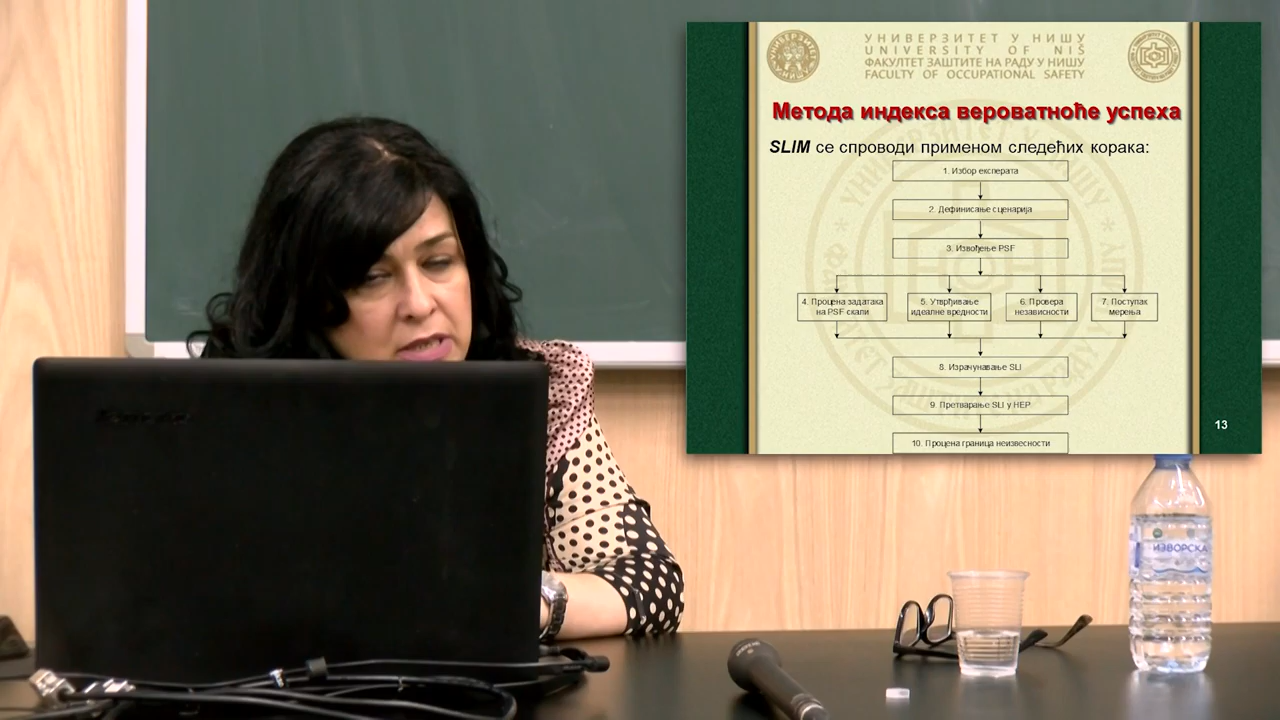 УНИВЕРЗИТЕТ У НИШУ
UNIVERSITY OF NIŠ
ФАКУЛТЕТ ЗАШТИТЕ НА РАДУ У НИШУ
FACULTY OF OCCUPATIONAL SAFETY
Метода индекса вероватноће успеха
SLIM се спроводи применом следећих корака:
1. Избор експерата
2. Дефинисање сценарија
3. Извођење PSF
4. Процена задатака
на PSF скали
5. Утврђивање
идеалне вредности
6. Провера
независности
7. Поступак
мерења
8. Израчунавање SLI
9. Претварање SLI у HEP
10. Процена граница неизвесности
13
ИЗВОРСКА